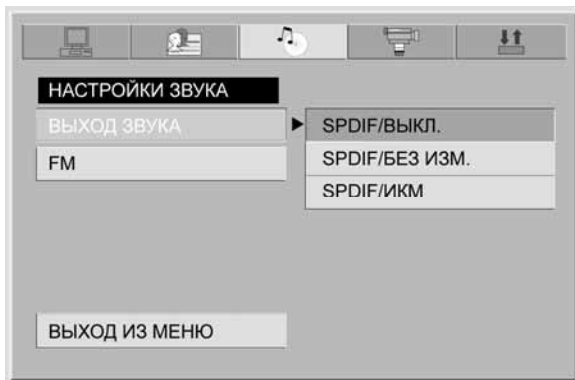 НАСТРОЙКИ ЗВУКА
ВЫХОД ЗВУКА
SPDIF/ВЫКЛ.
FM
SPDIF/БЕЗ ИЗМ.
SPDIF/ИКМ
ВЫХОД ИЗ МЕНЮ